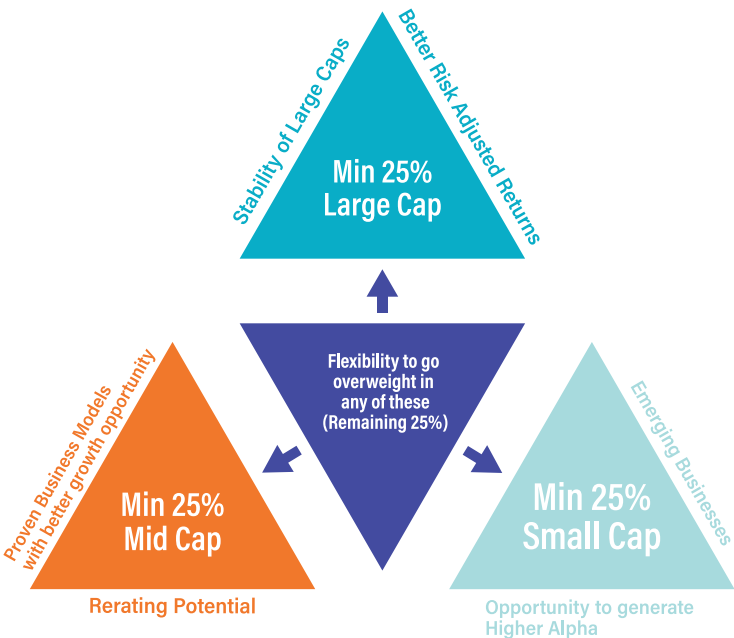 Stability of Large Caps
Better Risk Adjusted Returns
Min 25%
Large Cap
Flexibility to go
overweight in
any of these
(Remaining 25%)
Proven Business Models
with better growth opportunity
Min 25%
Mid Cap
Rerating Potential
Emerging Businesses
Min 25%
Small Cap
Opportunity to generate
Higher Alpha